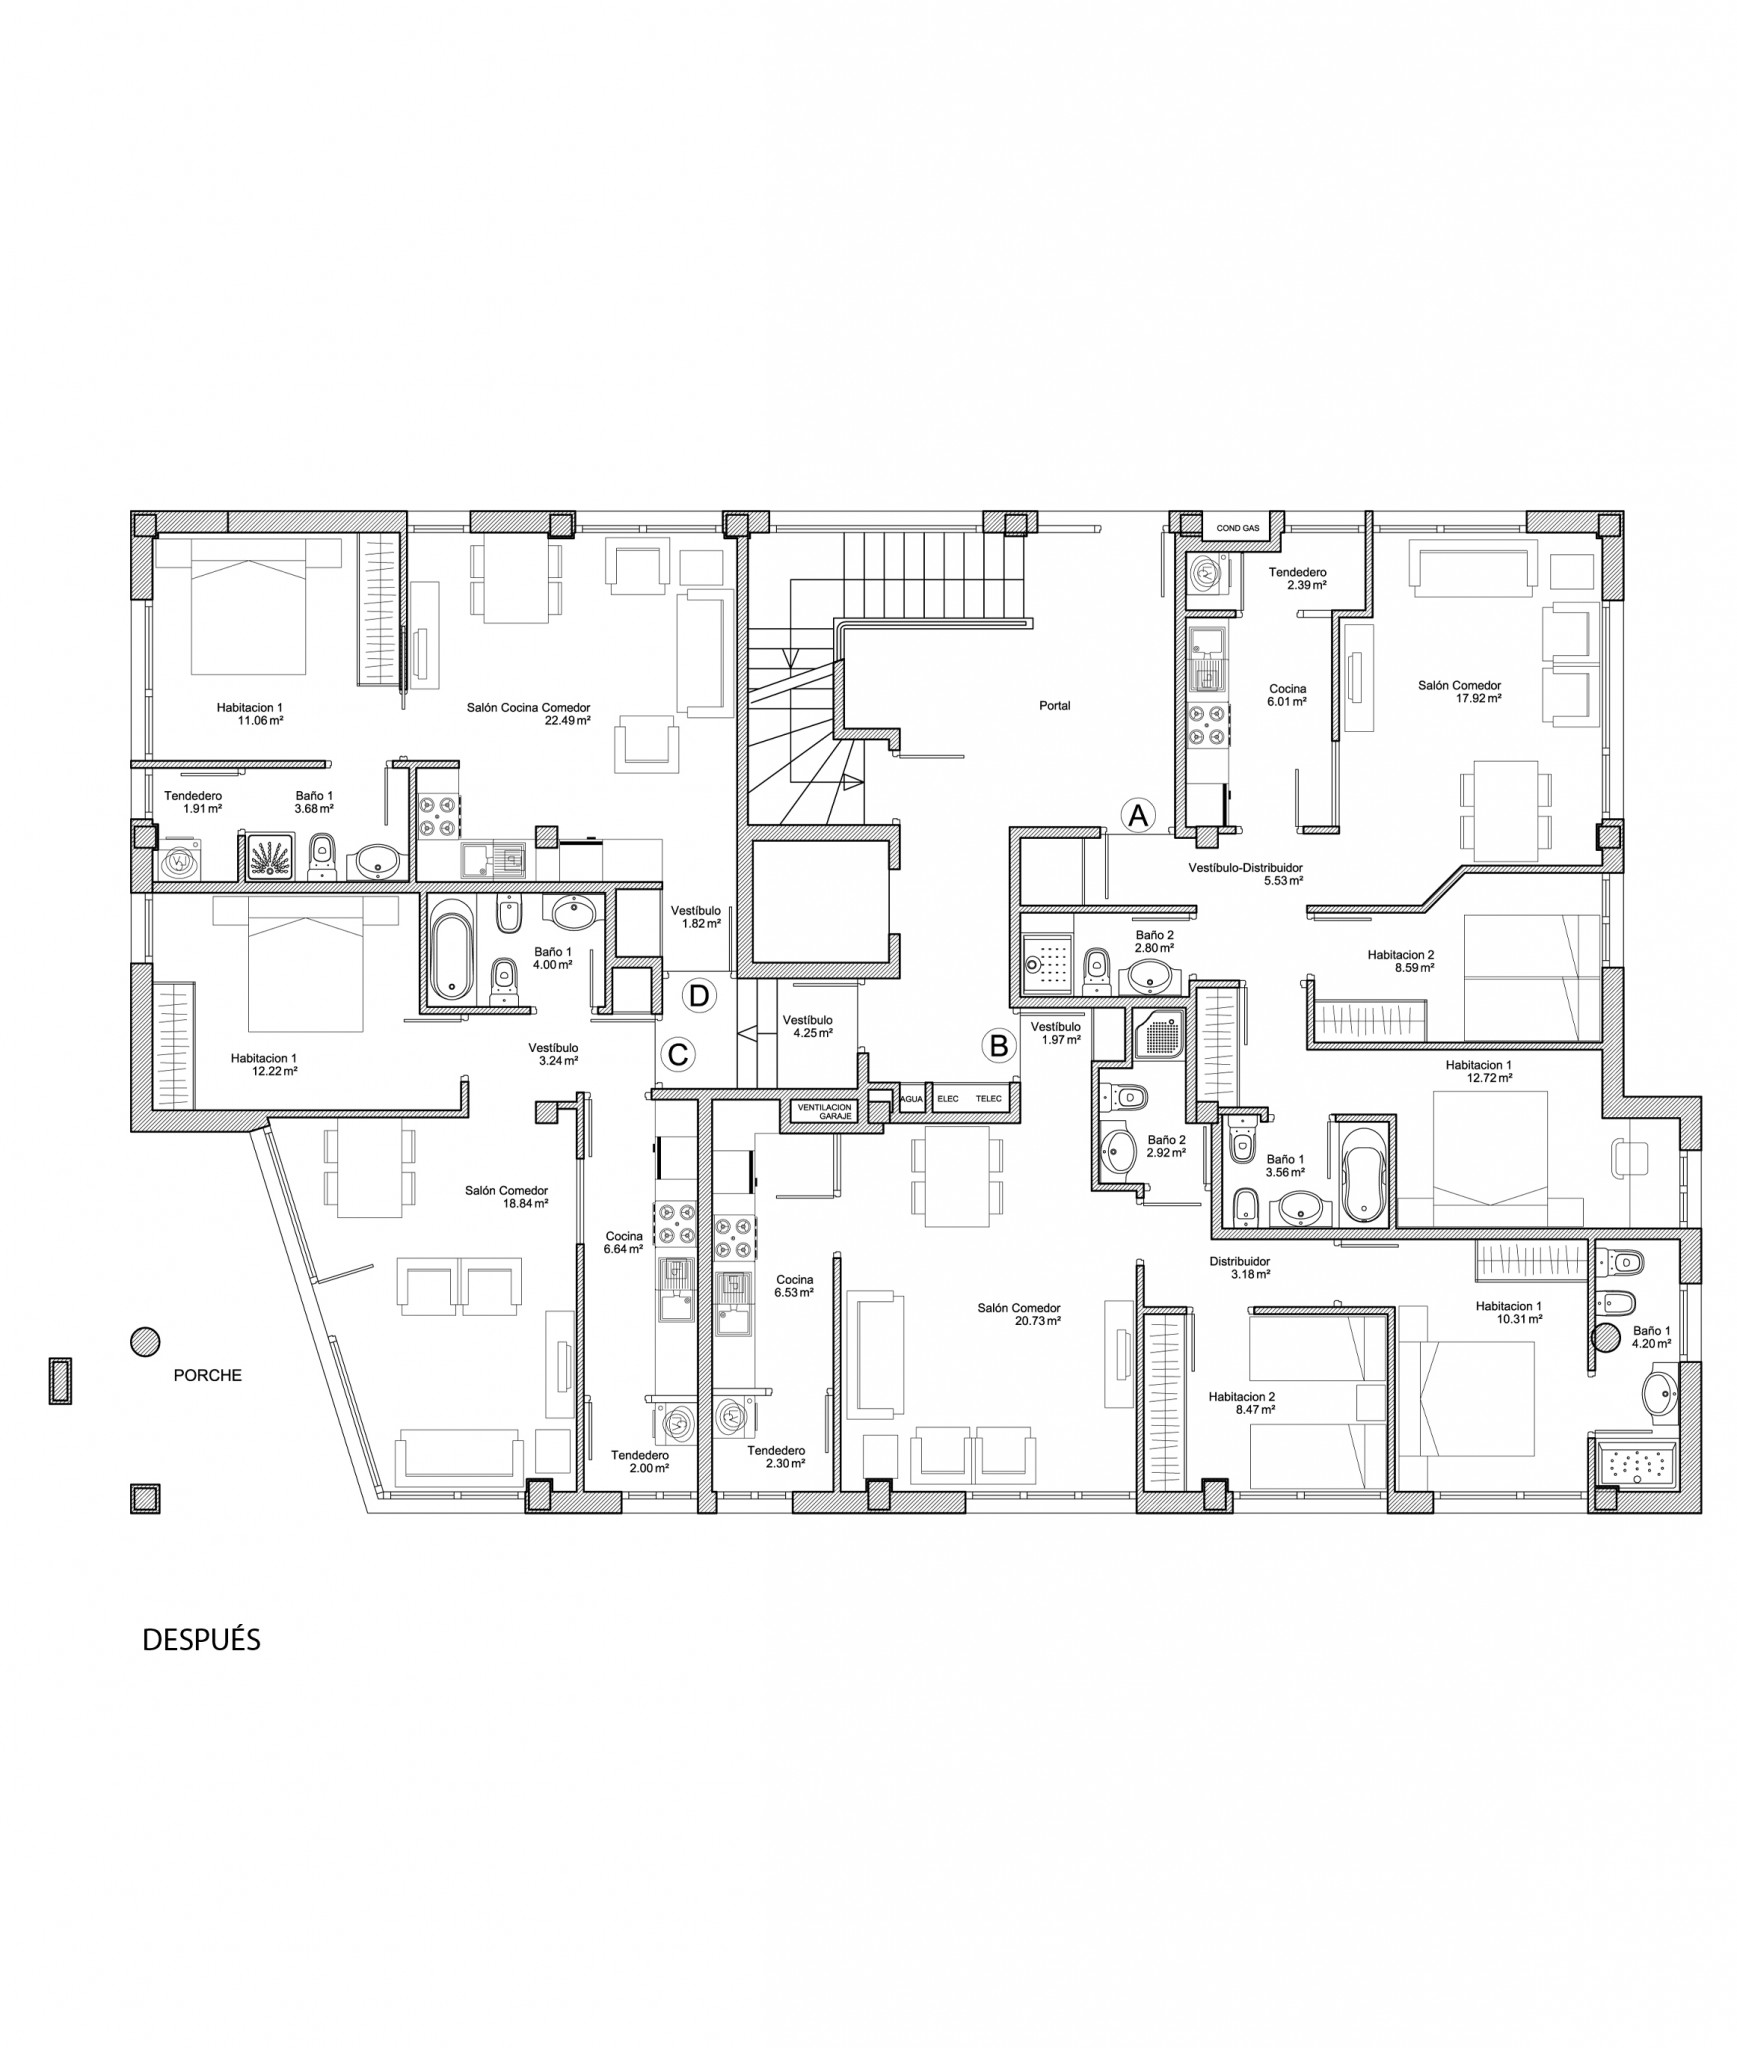 COND GAS
Tendedero
2.39 m²
Habitacion 1
11.06 m²
Salón Cocina Comedor
22.49 m²
Portal
Cocina
6.01 m²
Salón Comedor
17.92 m²
Tendedero
1.91 m²
Baño 1
3.68 m²
A
Vestíbulo-Distribuidor
5.53 m²
Vestíbulo
1.82 m²
Baño 1
4.00 m²
Baño 2
2.80 m²
Habitacion 2
8.59 m²
D
Vestíbulo
4.25 m²
Vestíbulo
1.97 m²
B
C
Vestíbulo
3.24 m²
Habitacion 1
12.22 m²
Habitacion 1
12.72 m²
VENTILACION
GARAJE
AGUA
ELEC
TELEC
Baño 2
2.92 m²
Baño 1
3.56 m²
Salón Comedor
18.84 m²
Cocina
6.64 m²
Cocina
6.53 m²
Distribuidor
3.18 m²
Salón Comedor
20.73 m²
Habitacion 1
10.31 m²
Baño 1
4.20 m²
PORCHE
Habitacion 2
8.47 m²
Tendedero
2.00 m²
Tendedero
2.30 m²
DESPUÉS